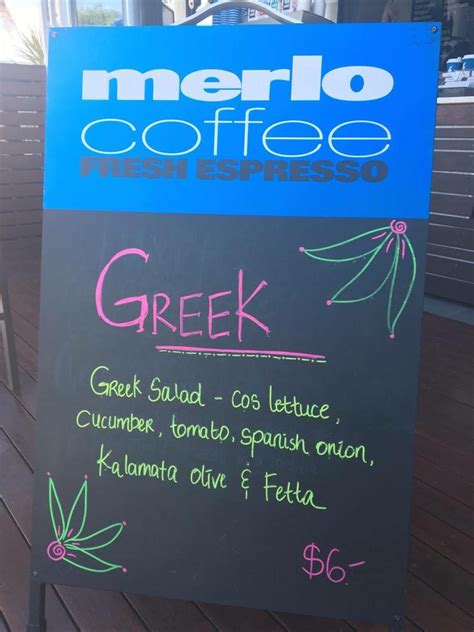 merlo
coffee
FRESH ESPRESSO
GREEK
Greek Salad - cos lettuce,
cucumber, tomato, spanish onion,
Kalamata olive & Fetta
$6-